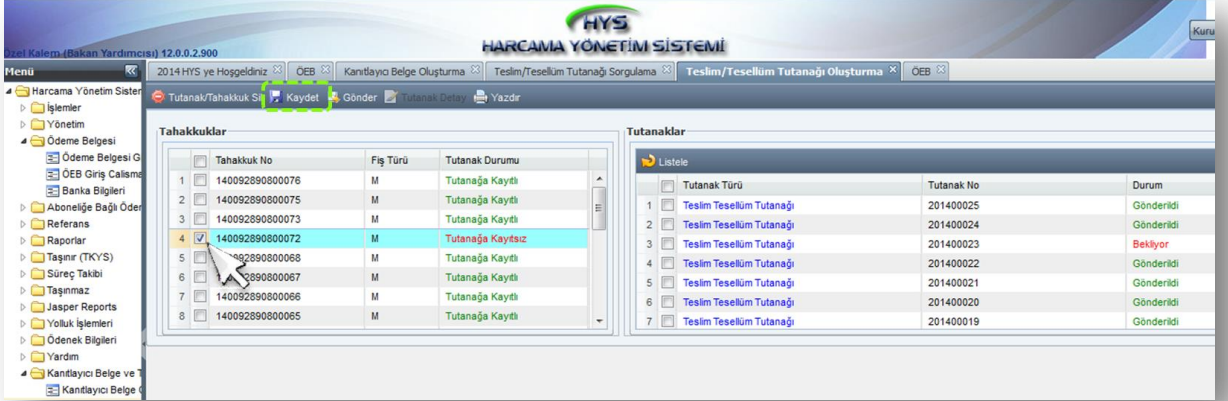 HYS
HARCAMA YÖNETİM SİSTEMİ
Kuru
Özel Kalem (Bakan Yardımcısı) 12.0.0.2.900
Menü
2014 HYS ye Hoşgeldiniz
ÖEB
Kanıtlayıcı Belge Oluşturma
Teslim/Tesellüm Tutanağı Sorgulama
Teslim/Tesellüm Tutanağı Oluşturma
ÖEB
Harcama Yönetim Sister
İşlemler
Yönetim
Ödeme Belgesi
Ödeme Belgesi G
ÖEB Giriş Calisma
Banka Bilgileri
Aboneliğe Bağlı Öder
Referans
Raporlar
Taşınır (TKYS)
Süreç Takibi
Taşınmaz
Jasper Reports
Yolluk İşlemleri
Ödenek Bilgileri
Yardım
Kanıtlayıcı Belge ve T
Kanıtlayıcı Belge
Tutanak/Tahakkuk Sil Kaydet Gönder Tutanak Detay Yazdır
Tahakkuklar
Tahakkuk No Fiş Türü Tutanak Durumu
1 140092890800076 M Tutanağa Kayıtlı
2 140092890800075 M Tutanağa Kayıtlı
3 140092890800073 M Tutanağa Kayıtlı
4 140092890800072 M Tutanağa Kayıtsız
5 140092890800068 M Tutanağa Kayıtlı
6 140092890800067 M Tutanağa Kayıtlı
7 140092890800066 M Tutanağa Kayıtlı
8 140092890800065 M Tutanağa Kayıtlı
Tutanaklar
Listele
Tutanak Türü Tutanak No Durum
1 Teslim Tesellüm Tutanağı 201400025 Gönderildi
2 Teslim Tesellüm Tutanağı 201400024 Gönderildi
3 Teslim Tesellüm Tutanağı 201400023 Bekliyor
4 Teslim Tesellüm Tutanağı 201400022 Gönderildi
5 Teslim Tesellüm Tutanağı 201400021 Gönderildi
6 Teslim Tesellüm Tutanağı 201400020 Gönderildi
7 Teslim Tesellüm Tutanağı 201400019 Gönderildi